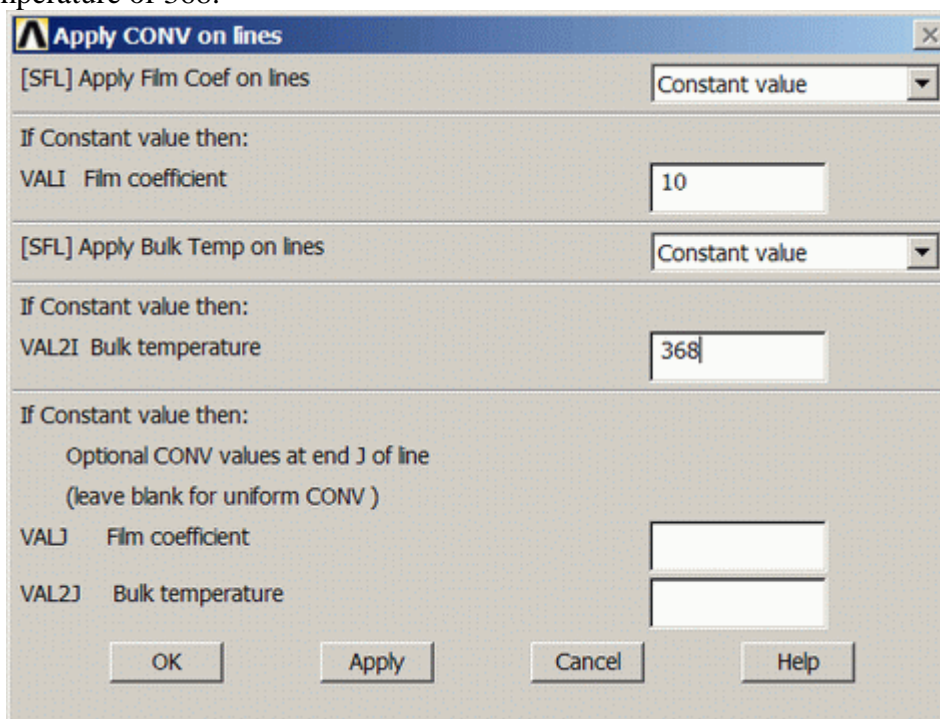 nperature of 368.
Apply CONV on lines
[SFL] Apply Film Coef on lines Constant value
If Constant value then:
VALI Film coefficient 10
[SFL] Apply Bulk Temp on lines Constant value
If Constant value then:
VAL2I Bulk temperature 368
If Constant value then:
Optional CONV values at end J of line
(leave blank for uniform CONV )
VALJ Film coefficient
VAL2J Bulk temperature
OK Apply Cancel Help